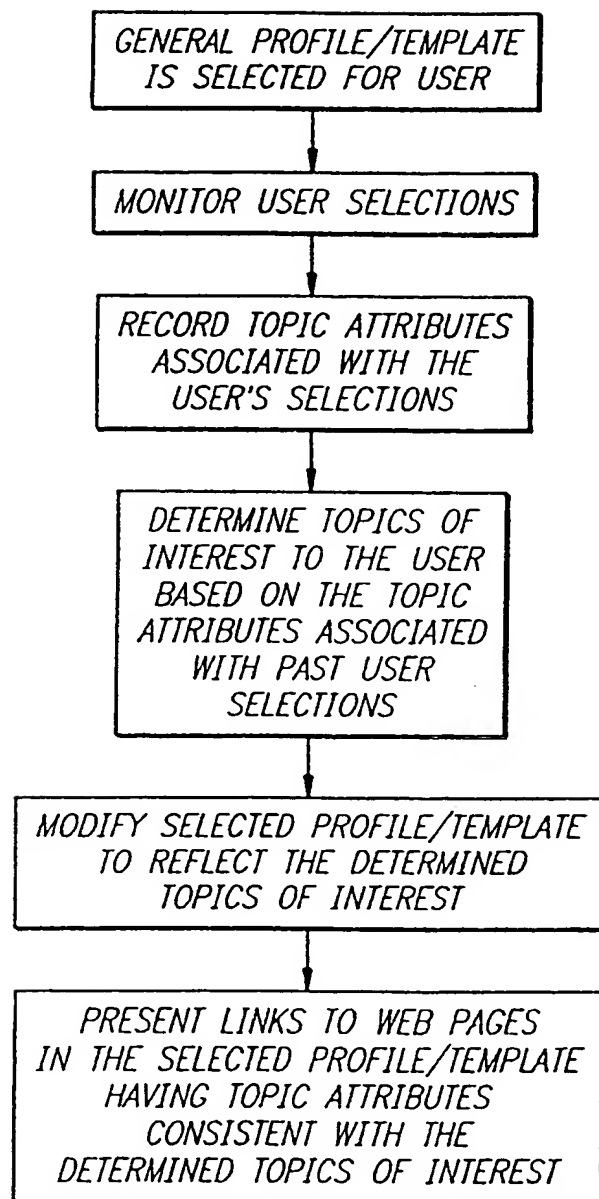 GENERAL PROFILE/TEMPLATE
IS SELECTED FOR USER
MONITOR USER SELECTIONS
RECORD TOPIC ATTRIBUTES
ASSOCIATED WITH THE
USER'S SELECTIONS
DETERMINE TOPICS OF
INTEREST TO THE USER
BASED ON THE TOPIC
ATTRIBUTES ASSOCIATED
WITH PAST USER
SELECTIONS
MODIFY SELECTED PROFILE/TEMPLATE
TO REFLECT THE DETERMINED
TOPICS OF INTEREST
PRESENT LINKS TO WEB PAGES
IN THE SELECTED PROFILE/TEMPLATE
HAVING TOPIC ATTRIBUTES
CONSISTENT WITH THE
DETERMINED TOPICS OF INTEREST